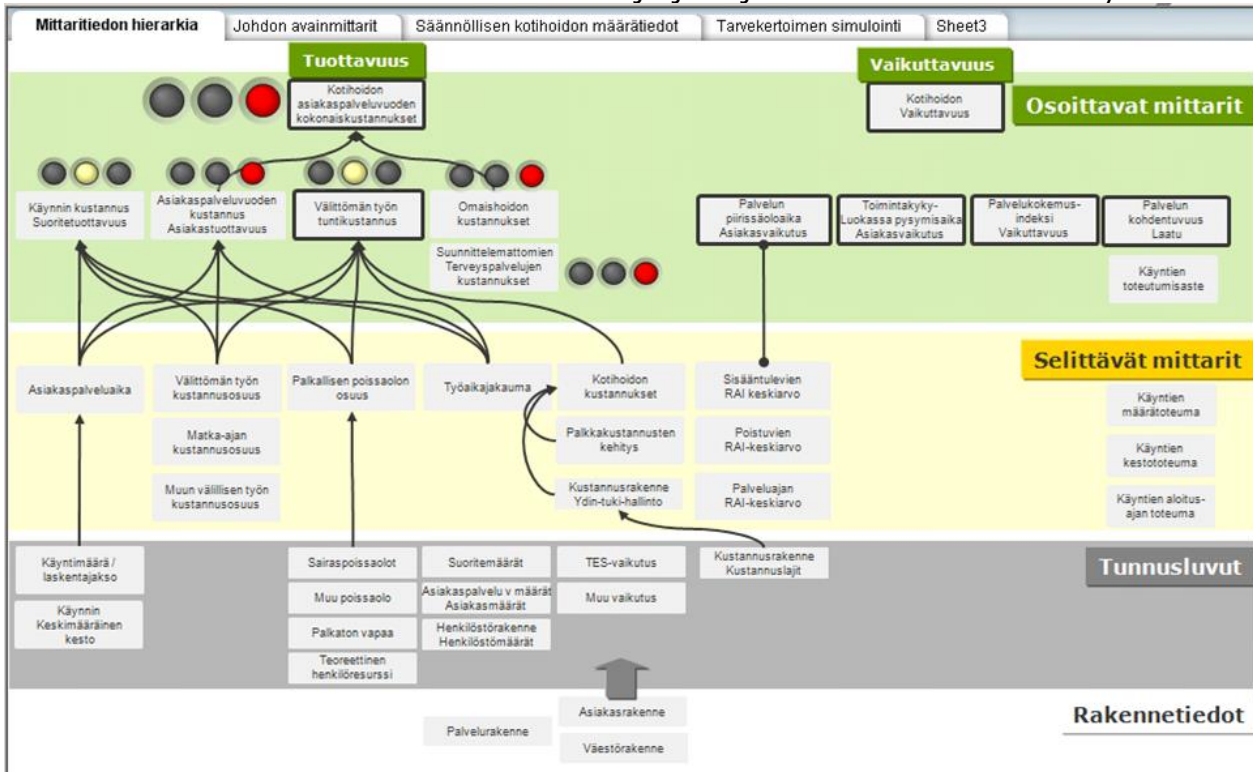 Mittaritiedon hierarkia
Johdon avainmittarit
Säännöllisen kotihoidon määrätiedot
Tarvekertoimen simulointi
Sheet3
Tuottavuus
Vaikuttavuus
Osoittavat mittarit
Kotihoidon
asiakaspalveluvuoden
kokonaiskustannukset
Kotihoidon
Vaikuttavuus
Käynnin kustannus
Suoritetuottavuus
Asiakaspalveluvuoden
kustannus
Asiakastuottavuus
Välittömän työn
tuntikustannus
Omaishoidon
kustannukset
Suunnittelemattomien
Terveyspalvelujen
kustannukset
Palvelun
piirissäoloaika
Asiakasvaikutus
Toimintakyky-
Luokassa pysymisaika
Asiakasvaikutus
Palvelukokemus-
indeksi
Vaikuttavuus
Palvelun
kohdentuvuus
Laatu
Käyntien
toteutumisaste
Selittävät mittarit
Asiakaspalveluaika
Välittömän työn
kustannusosuus
Palkallisen poissaolon
osuus
Työaikajakauma
Kotihoidon
kustannukset
Sisääntulevien
RAI keskiarvo
Käyntien
määrätoteuma
Matka-ajan
kustannusosuus
Palkkakustannusten
kehitys
Poistuvien
RAI-keskiarvo
Käyntien
kestototeuma
Muun välillisen työn
kustannusosuus
Kustannusrakenne
Ydin-tuki-hallinto
Palveluajan
RAI-keskiarvo
Käyntien aloitus-
ajan toteuma
Tunnusluvut
Käyntimäärä /
laskentajakso
Sairaspoissaolot
Suoritemäärät
TES-vaikutus
Kustannusrakenne
Kustannuslajit
Käynnin
Keskimääräinen
kesto
Muu poissaolo
Asiakaspalvelu v määrät
Asiakasmäärät
Muu vaikutus
Palkaton vapaa
Henkilöstörakenne
Henkilöstömäärät
Teoreettinen
henkilöresurssi
Rakennetiedot
Palvelurakenne
Asiakasrakenne
Väestörakenne